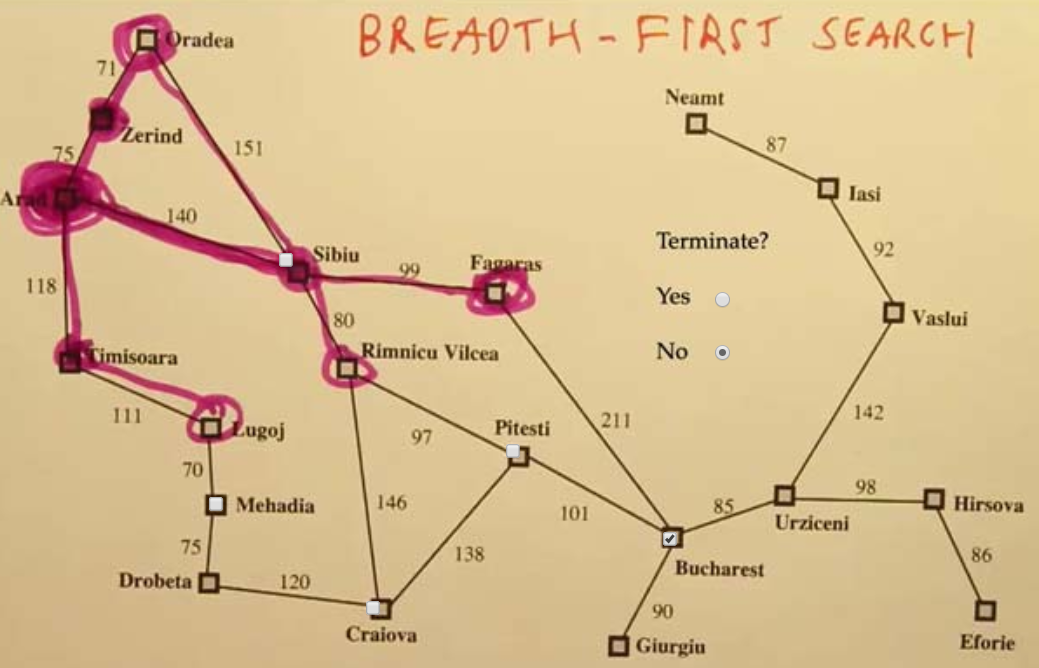 BREADTH - FIRST SEARCH
Oradea
71
Zerind
75
151
Arad
140
Sibiu
99
Fagaras
118
80
Timisoara
Rimnicu Vilcea
111
Lugoj
97
Pitesti
211
70
Mehadia
146
101
75
138
Drobeta
120
Craiova
Neamt
87
Iasi
92
Vaslui
Terminate?
Yes
No
142
85
98
Hirsova
Urziceni
86
Bucharest
90
Giurgiu
Eforie